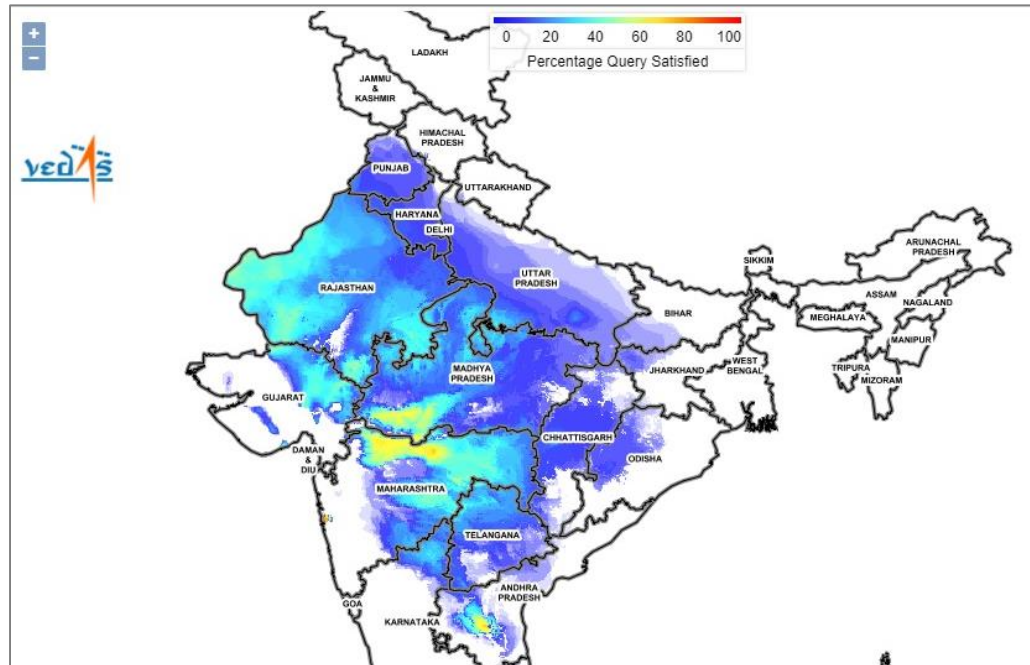 +
−
0 20 40 60 80 100
Percentage Query Satisfied
vedAs
LADAKH
JAMMU
&
KASHMIR
HIMACHAL
PRADESH
PUNJAB
UTTARAKHAND
HARYANA
DELHI
ARUNACHAL
PRADESH
SIKKIM
RAJASTHAN
UTTAR
PRADESH
ASSAM
NAGALAND
BIHAR
MEGHALAYA
MANIPUR
MADHYA
PRADESH
JHARKHAND
WEST
BENGAL
TRIPURA
MIZORAM
GUJARAT
CHHATTISGARH
DAMAN
&
DIU
ODISHA
MAHARASHTRA
TELANGANA
ANDHRA
PRADESH
GOA
KARNATAKA